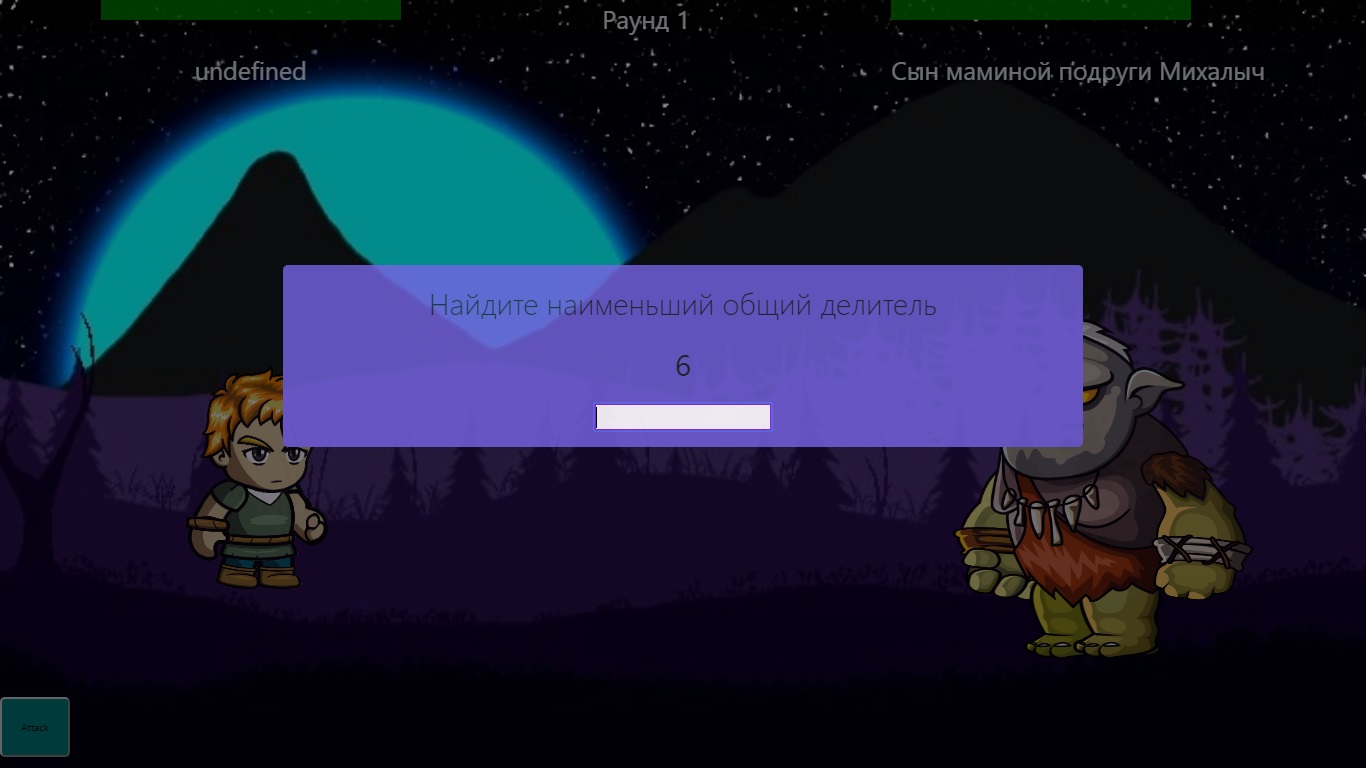 Раунд 1
undefined
Сын маминой подруги Михалыч
Найдите наименьший общий делитель
6
Attack